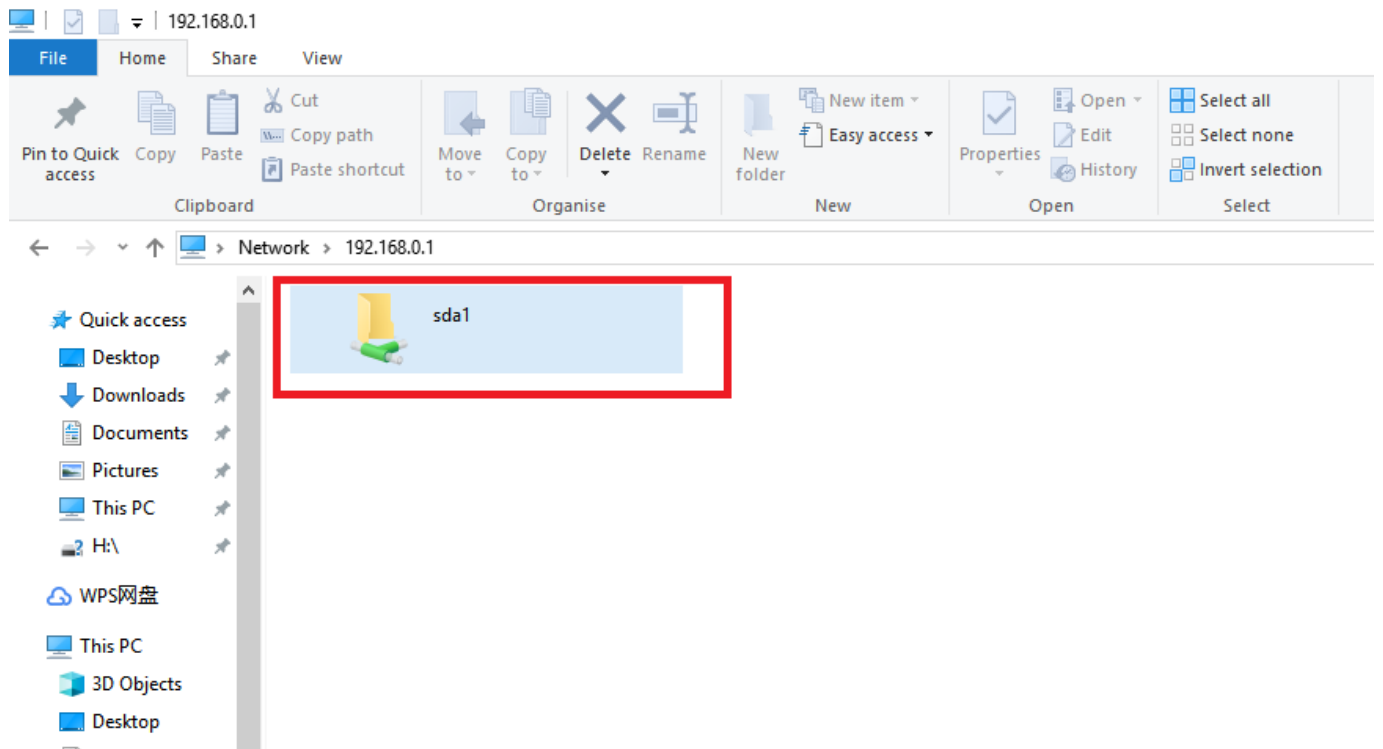 192.168.0.1
File Home Share View
Pin to Quick access
Copy
Paste
Cut
Copy path
Paste shortcut
Clipboard
Move to
Copy to
Delete
Rename
Organise
New folder
New item
Easy access
New
Properties
Open
Edit
History
Open
Select all
Select none
Invert selection
Select
Network > 192.168.0.1
Quick access
Desktop
Downloads
Documents
Pictures
This PC
H:\
WPS网盘
This PC
3D Objects
Desktop
sda1